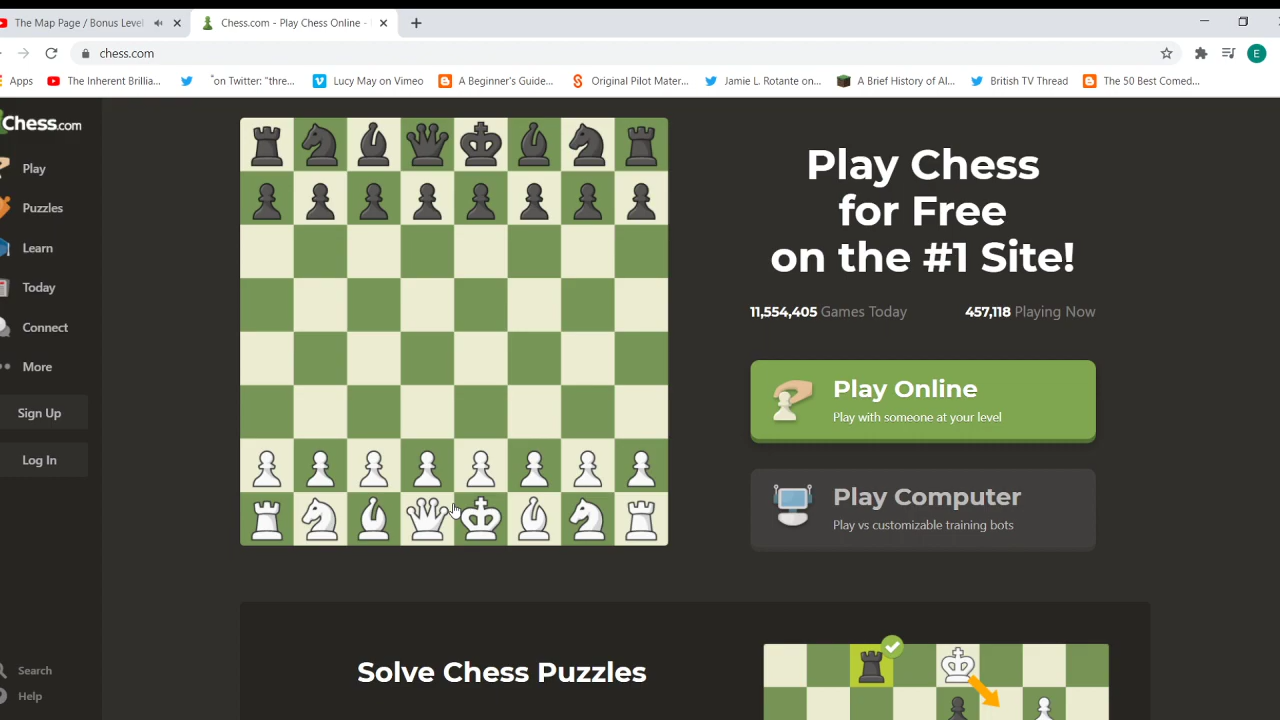 The Map Page / Bonus Level
Chess.com - Play Chess Online -
chess.com
E
Apps
The Inherent Brillia...
"on Twitter: "thre...
Lucy May on Vimeo
A Beginner's Guide...
Original Pilot Mater...
Jamie L. Rotante on...
A Brief History of Al...
British TV Thread
The 50 Best Comed...
Chess.com
Play
Puzzles
Learn
Today
Connect
More
Sign Up
Log In
Search
Help
Play Chess
for Free
on the #1 Site!
11,554,405 Games Today
457,118 Playing Now
Play Online
Play with someone at your level
Play Computer
Play vs customizable training bots
Solve Chess Puzzles